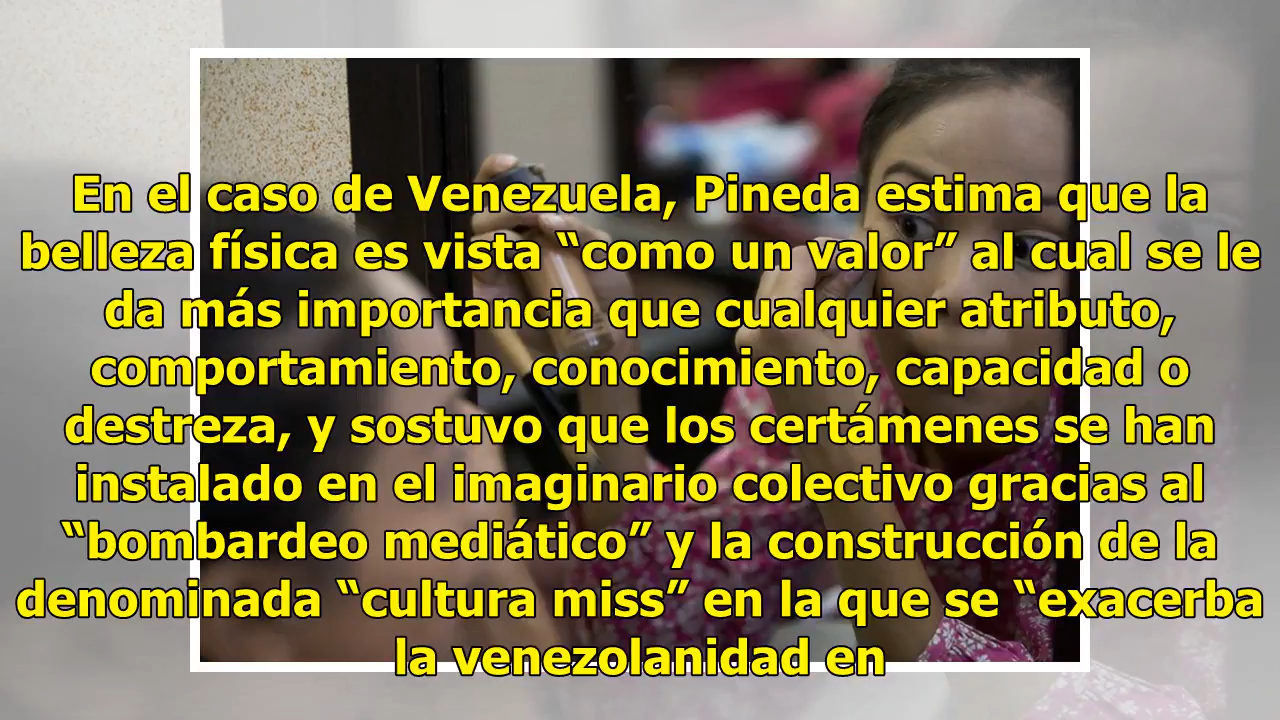 En el caso de Venezuela, Pineda estima que la
belleza física es vista “como un valor” al cual se le
da más importancia que cualquier atributo,
comportamiento, conocimiento, capacidad o
destreza, y sostuvo que los certámenes se han
instalado en el imaginario colectivo gracias al
“bombardeo mediático” y la construcción de la
denominada “cultura miss” en la que se “exacerba
la venezolanidad en